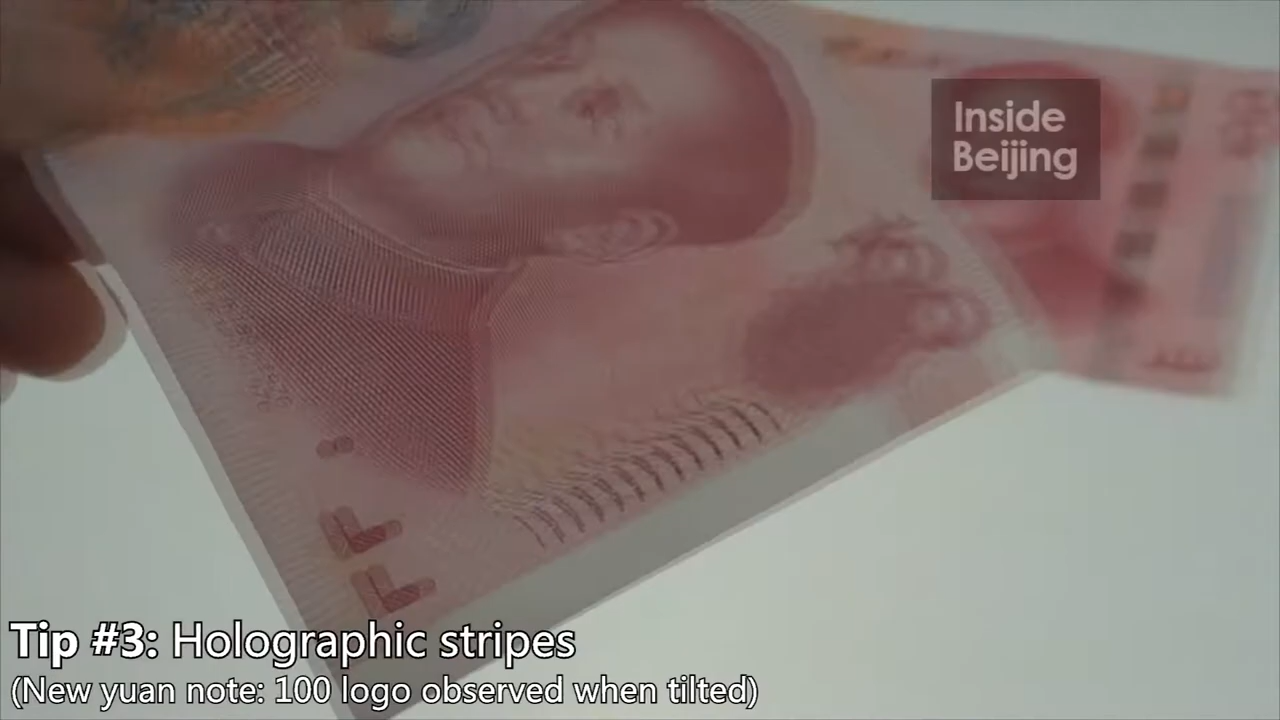 Inside
Beijing
Tip #3: Holographic stripes
(New yuan note: 100 logo observed when tilted)